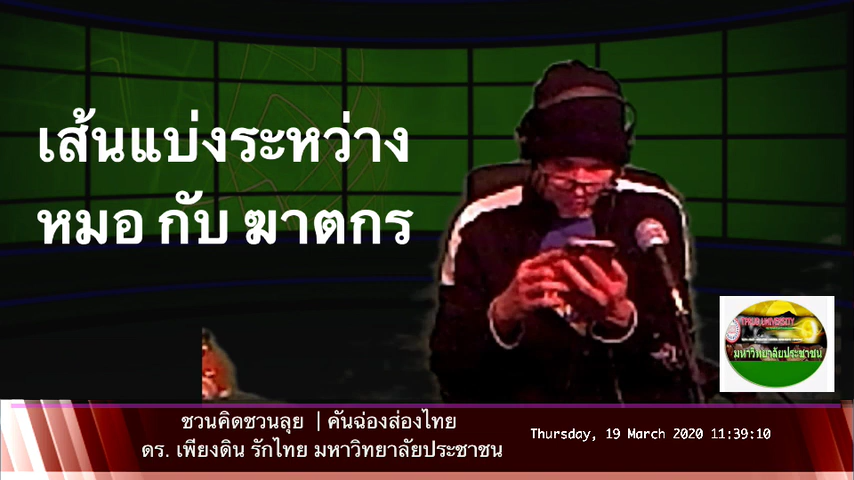 เส้นแบ่งระหว่าง
หมอ กับ ฆาตกร
UNIVERSITY
มหาวิทยาลัยประชาชน
ชวนคิดชวนลุย | คันฉ่องส่องไทย
ดร. เพียงดิน รักไทย มหาวิทยาลัยประชาชน
Thursday, 19 March 2020 11:39:10